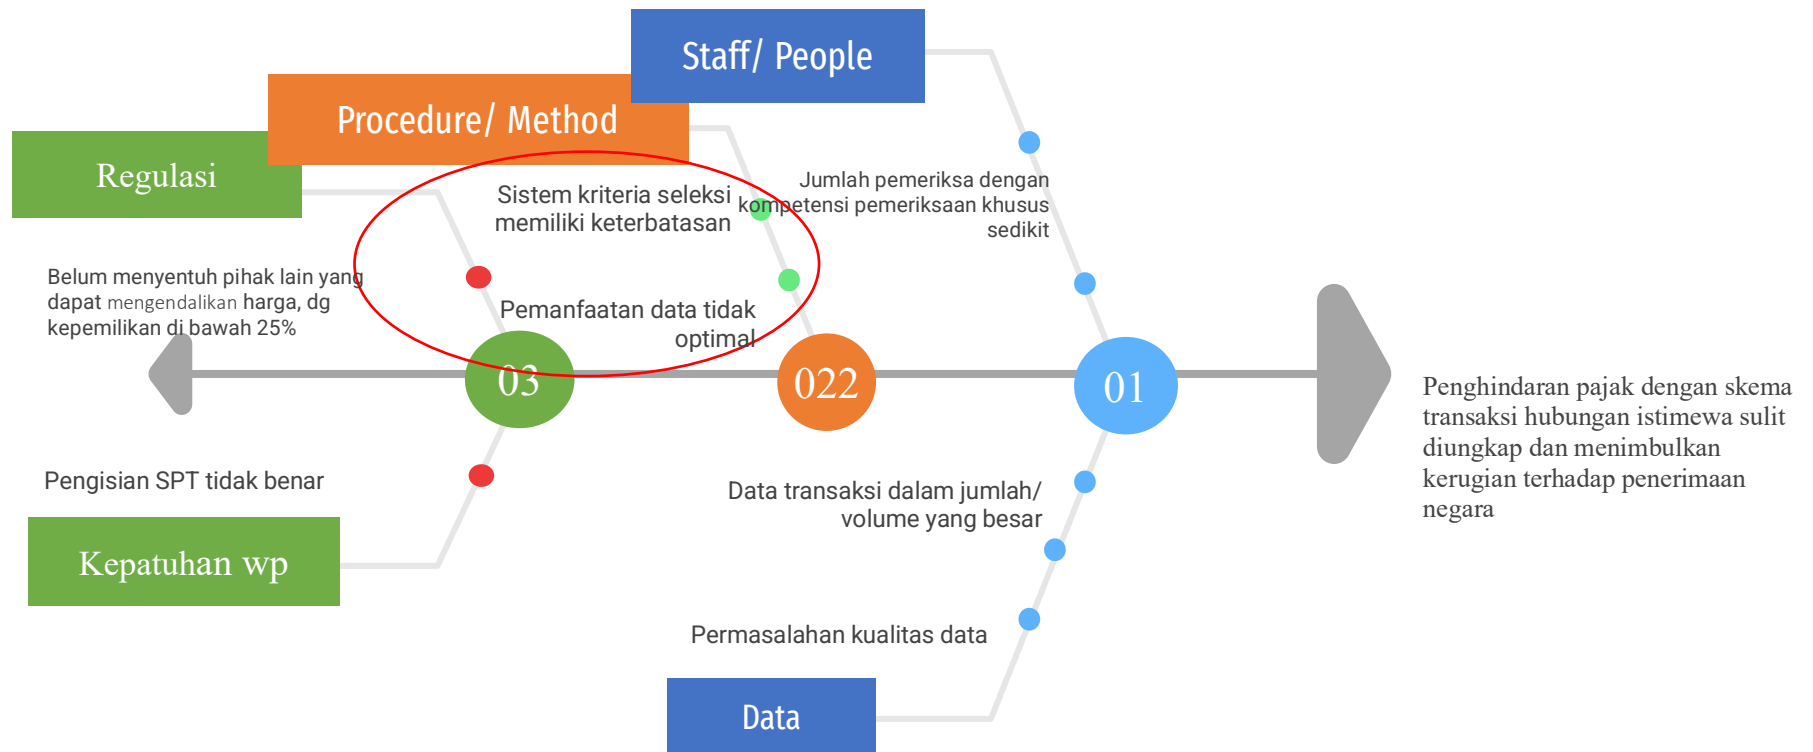 Staff/ People
Procedure/ Method
Regulasi
Sistem kriteria seleksi
memiliki keterbatasan
Jumlah pemeriksa dengan
kompetensi pemeriksaan khusus
sedikit
Belum menyentuh pihak lain yang
dapat mengendalikan harga, dg
kepemilikan di bawah 25%
Pemanfaatan data tidak
optimal
03
022
01
Penghindaran pajak dengan skema
transaksi hubungan istimewa sulit
diungkap dan menimbulkan
kerugian terhadap penerimaan
negara
Pengisian SPT tidak benar
Data transaksi dalam jumlah/
volume yang besar
Kepatuhan wp
Permasalahan kualitas data
Data